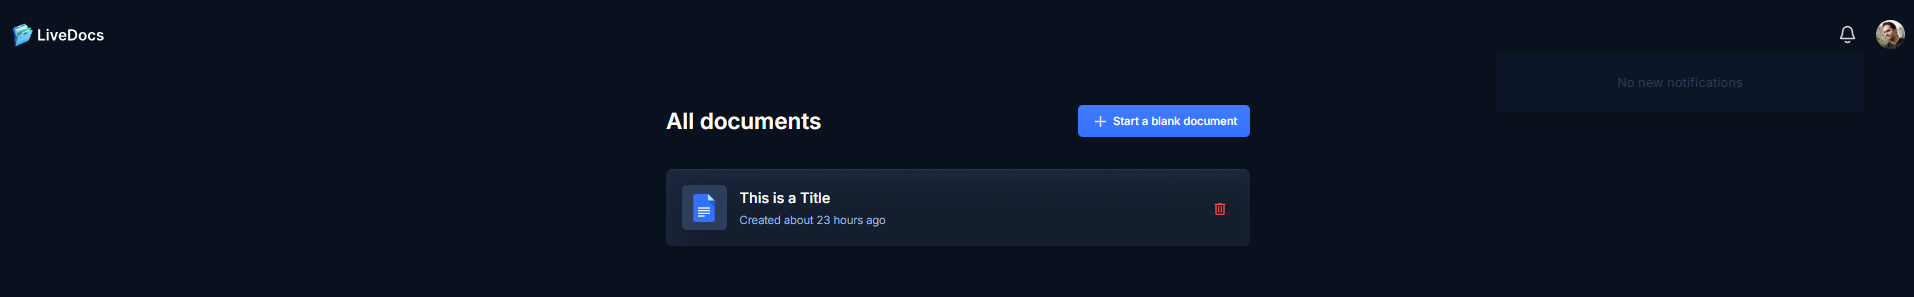 LiveDocs
No new notifications
All documents
Start a blank document
This is a Title
Created about 23 hours ago